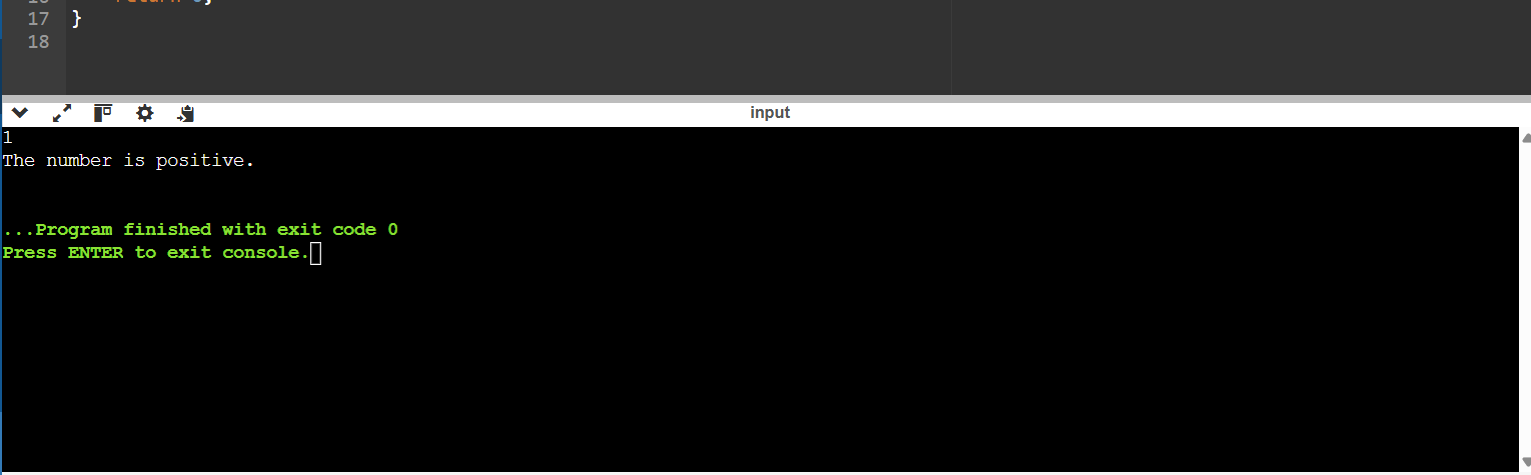 17 }
18
input
1
The number is positive.
...Program finished with exit code 0
Press ENTER to exit console.